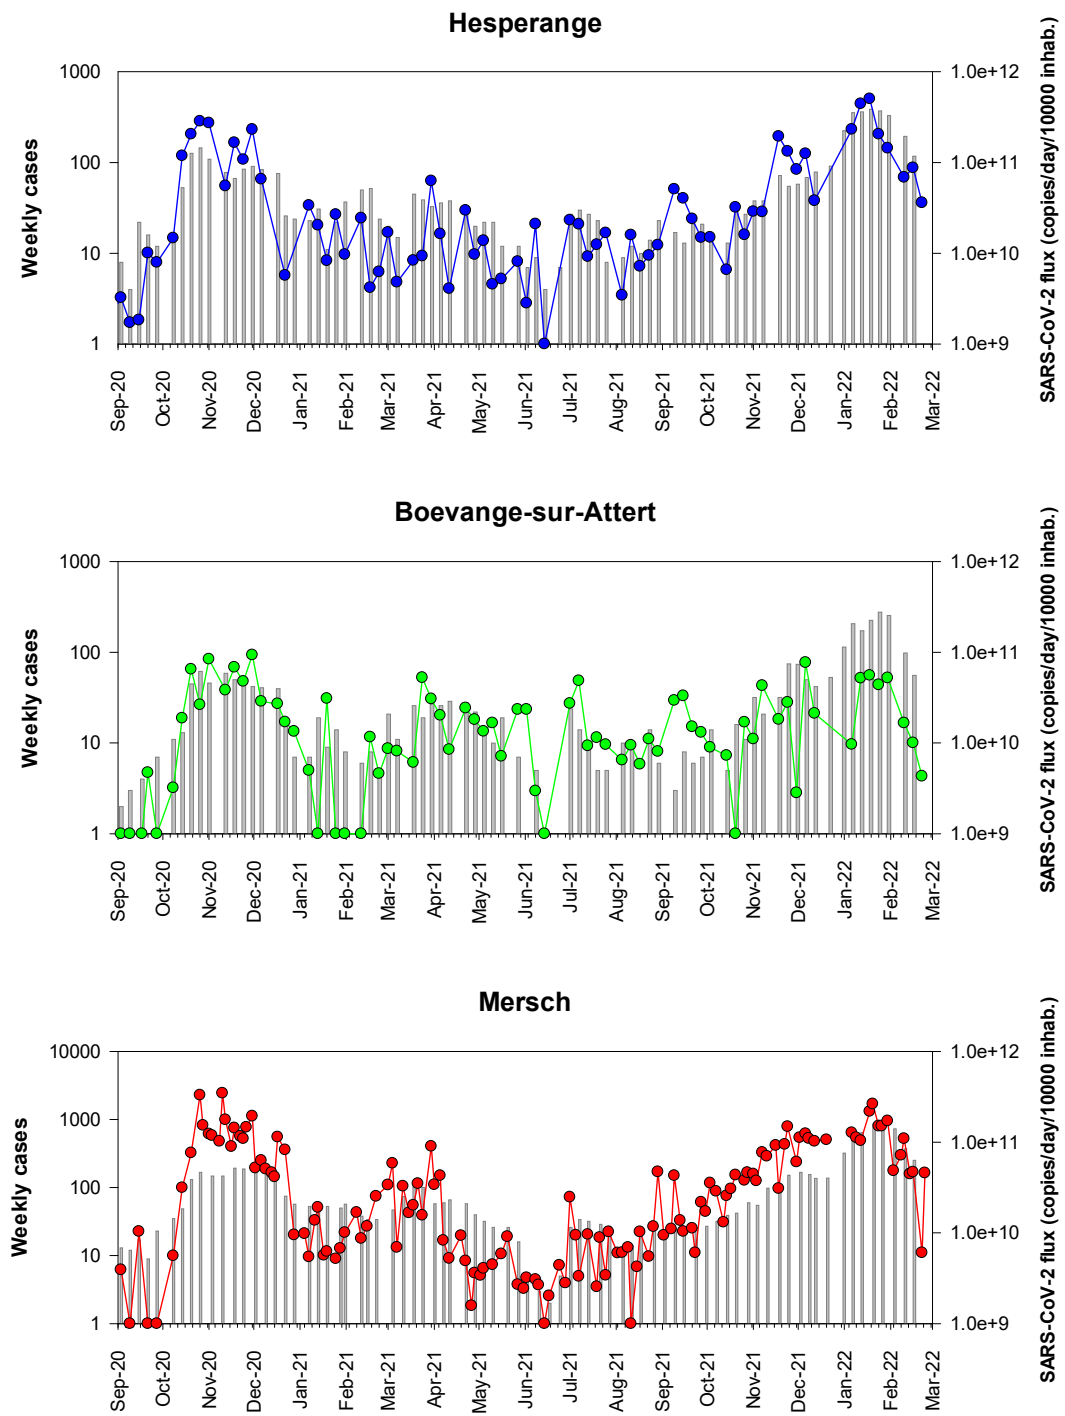 Hesperange
Weekly cases
1000
100
10
1
1.0e+12
1.0e+11
1.0e+10
1.0e+9
SARS-CoV-2 flux (copies/day/10000 inhab.)
Sep-20
Oct-20
Nov-20
Dec-20
Jan-21
Feb-21
Mar-21
Apr-21
May-21
Jun-21
Jul-21
Aug-21
Sep-21
Oct-21
Nov-21
Dec-21
Jan-22
Feb-22
Mar-22
Boevange-sur-Attert
Weekly cases
1000
100
10
1
1.0e+12
1.0e+11
1.0e+10
1.0e+9
SARS-CoV-2 flux (copies/day/10000 inhab.)
Sep-20
Oct-20
Nov-20
Dec-20
Jan-21
Feb-21
Mar-21
Apr-21
May-21
Jun-21
Jul-21
Aug-21
Sep-21
Oct-21
Nov-21
Dec-21
Jan-22
Feb-22
Mar-22
Mersch
Weekly cases
10000
1000
100
10
1
1.0e+12
1.0e+11
1.0e+10
1.0e+9
SARS-CoV-2 flux (copies/day/10000 inhab.)
Sep-20
Oct-20
Nov-20
Dec-20
Jan-21
Feb-21
Mar-21
Apr-21
May-21
Jun-21
Jul-21
Aug-21
Sep-21
Oct-21
Nov-21
Dec-21
Jan-22
Feb-22
Mar-22